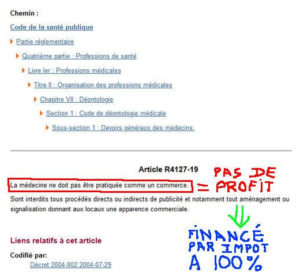 Chemin :
Code de la santé publique
Partie réglementaire
Quatrième partie : Professions de santé
Livre Ier : Professions médicales
Titre II : Organisation des professions médicales
Chapitre VII : Déontologie
Section 1 : Code de déontologie médicale
Sous-section 1 : Devoirs généraux des médecins.
Article R4127-19
La médecine ne doit pas être pratiquée comme un commerce.
= PAS DE
PROFIT
Sont interdits tous procédés directs ou indirects de publicité et notamment tout aménagement ou
signalisation donnant aux locaux une apparence commerciale.
FINANCÉ
PAR IMPOT
A 100%
Liens relatifs à cet article
Codifié par:
Décret 2004-802 2004-07-29